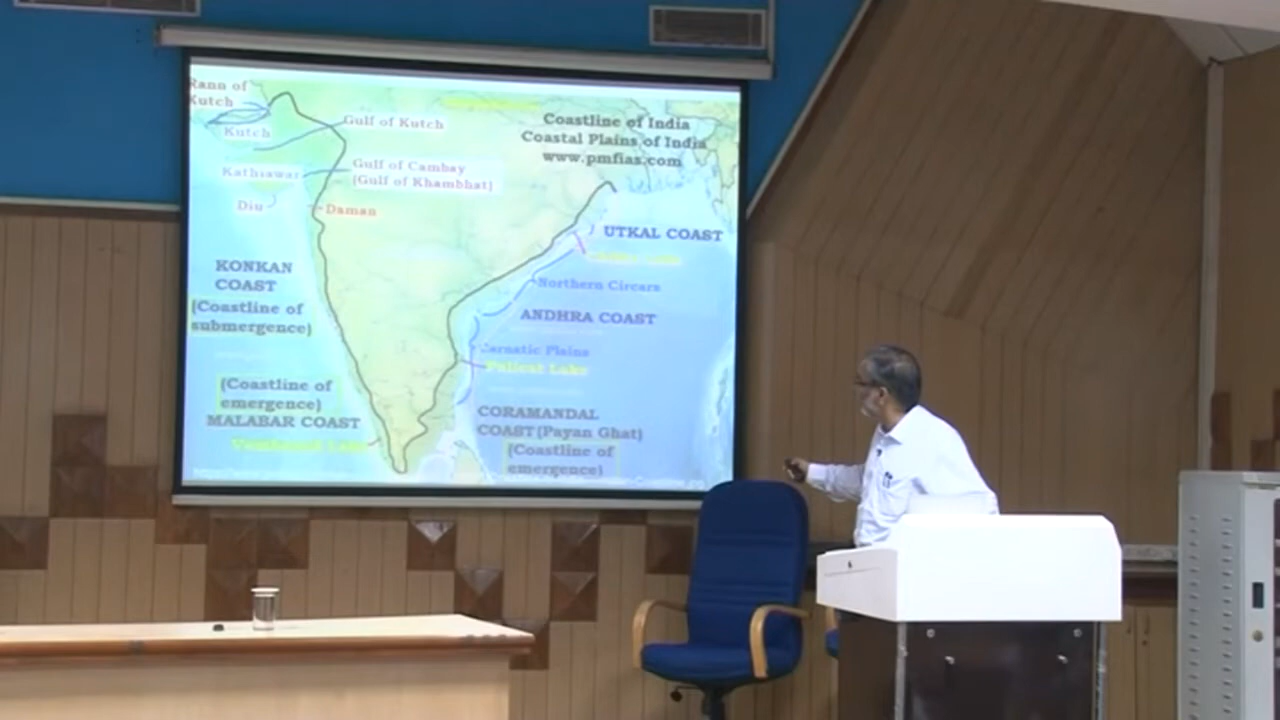 Rann of
Kutch
Kutch
Gulf of Kutch
Coastline of India
Coastal Plains of India
www.pmfias.com
Kathiawar
Gulf of Cambay
(Gulf of Khambhat)
Diu
Daman
UTKAL COAST
KONKAN
COAST
(Coastline of
submergence)
Northern Circars
ANDHRA COAST
Carnatic Plains
Pulicat Lake
(Coastline of
emergence)
MALABAR COAST
CORAMANDAL
COAST (Payan Ghat)
(Coastline of
emergence)